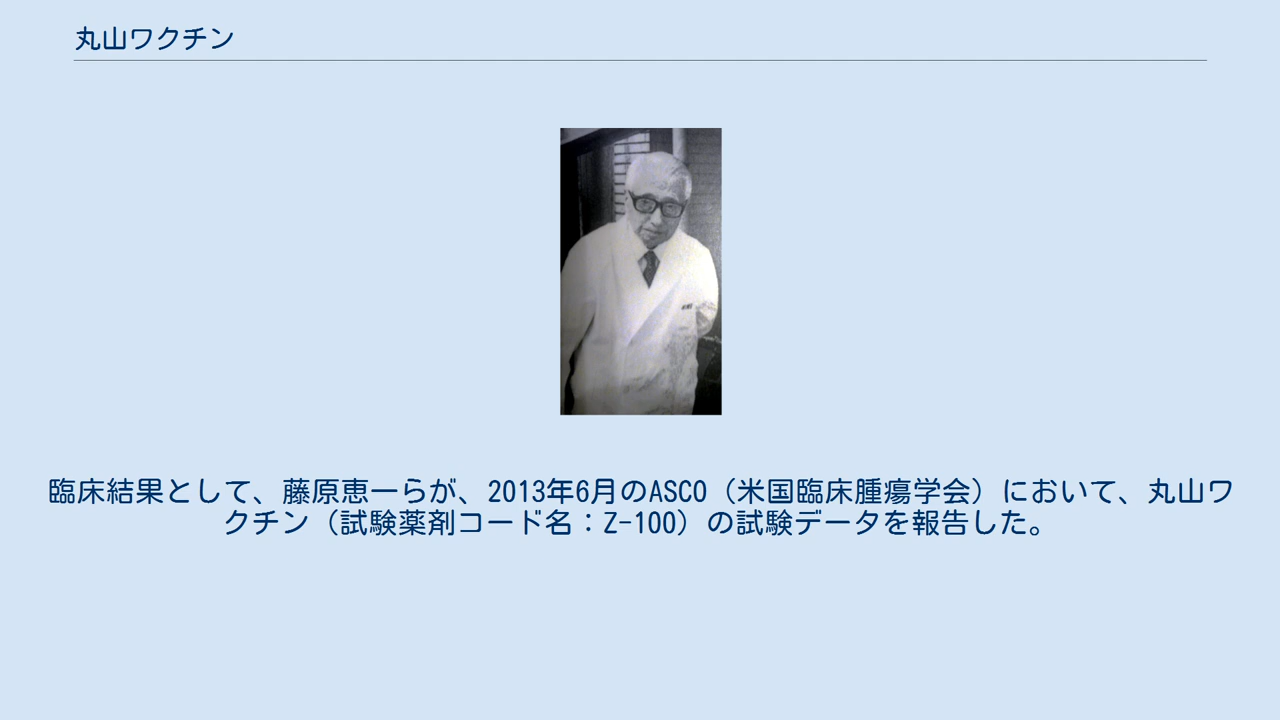 丸山ワクチン
臨床結果として、藤原恵一らが、2013年6月のASCO（米国臨床腫瘍学会）において、丸山ワ
クチン（試験薬剤コード名：Z-100）の試験データを報告した。